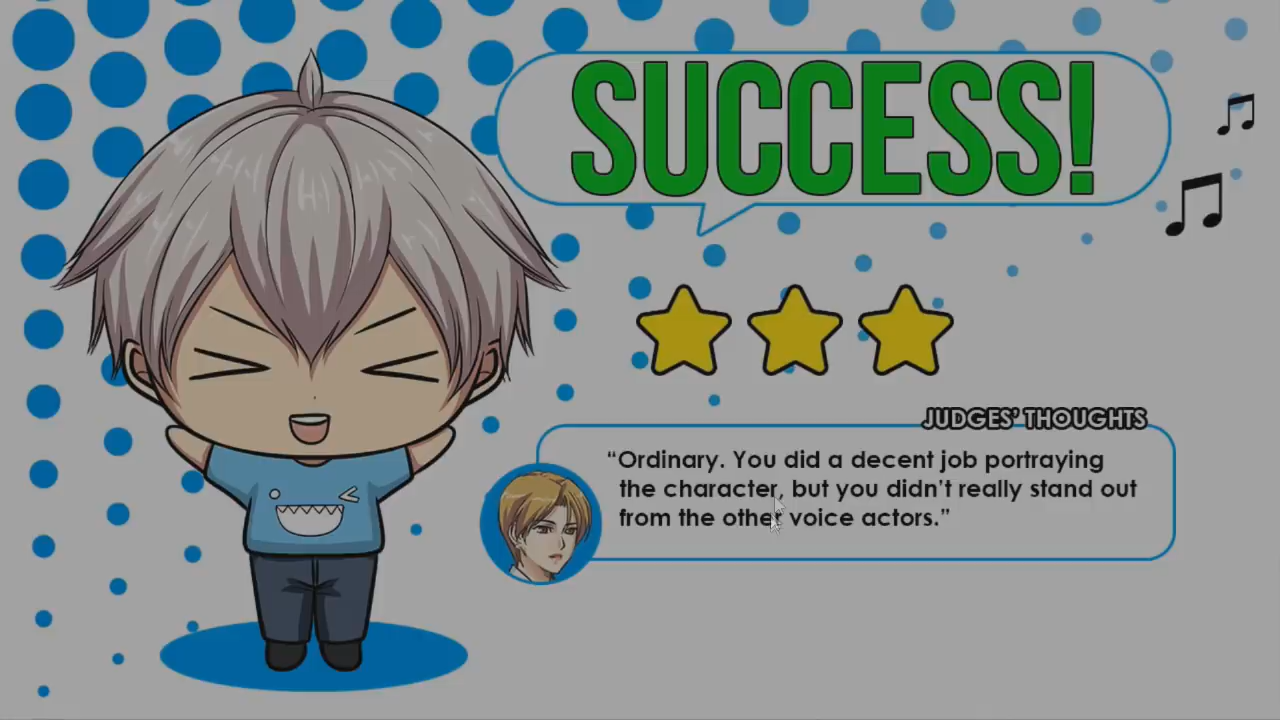 SUCCESS!
JUDGES' THOUGHTS
“Ordinary. You did a decent job portraying
the character, but you didn't really stand out
from the other voice actors.”